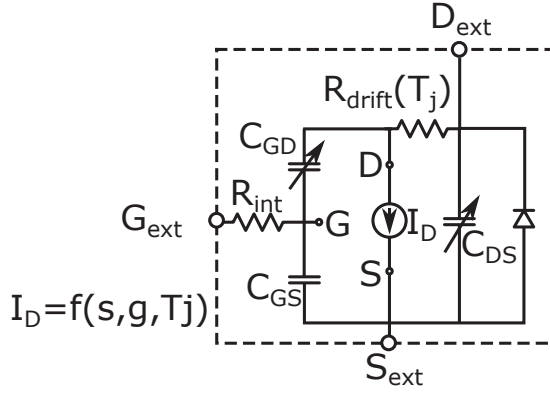 D_ext
R_drift(T_j)
C_GD
D
R_int
G_ext
G
I_D
C_DS
S
C_GS
I_D=f(s,g,Tj)
S_ext